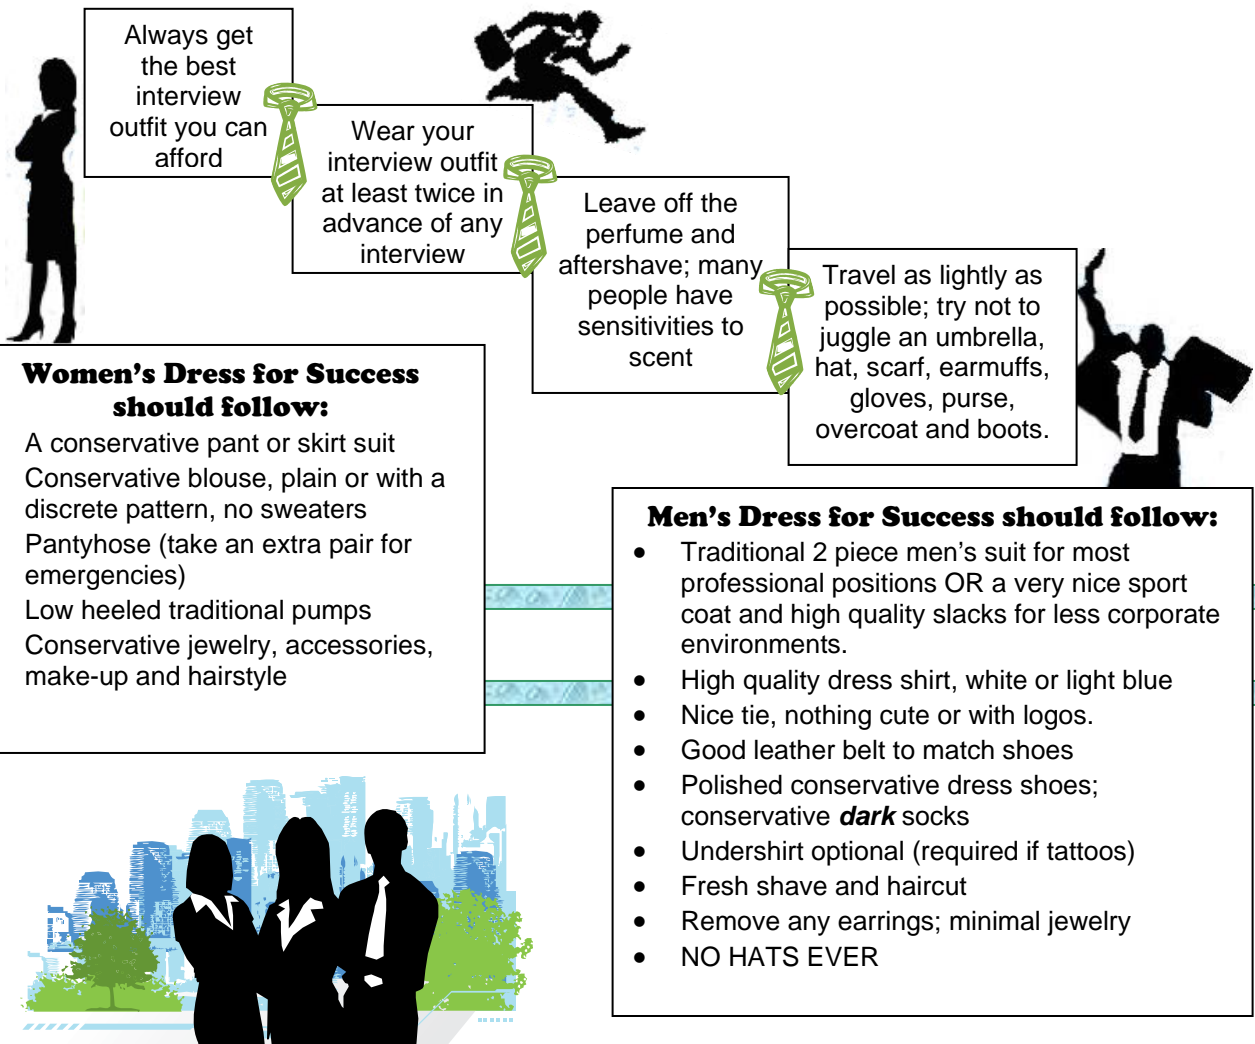 Always get
the best
interview
outfit you can
afford
Wear your
interview outfit
at least twice in
advance of any
interview
Leave off the
perfume and
aftershave; many
people have
sensitivities to
scent
Travel as lightly as
possible; try not to
juggle an umbrella,
hat, scarf, earmuffs,
gloves, purse,
overcoat and boots.
Women's Dress for Success
should follow:
A conservative pant or skirt suit
Conservative blouse, plain or with a
discrete pattern, no sweaters
Pantyhose (take an extra pair for
emergencies)
Low heeled traditional pumps
Conservative jewelry, accessories,
make-up and hairstyle
Men's Dress for Success should follow:
• Traditional 2 piece men's suit for most
professional positions OR a very nice sport
coat and high quality slacks for less corporate
environments.
• High quality dress shirt, white or light blue
• Nice tie, nothing cute or with logos.
• Good leather belt to match shoes
• Polished conservative dress shoes;
conservative dark socks
• Undershirt optional (required if tattoos)
• Fresh shave and haircut
• Remove any earrings; minimal jewelry
• NO HATS EVER